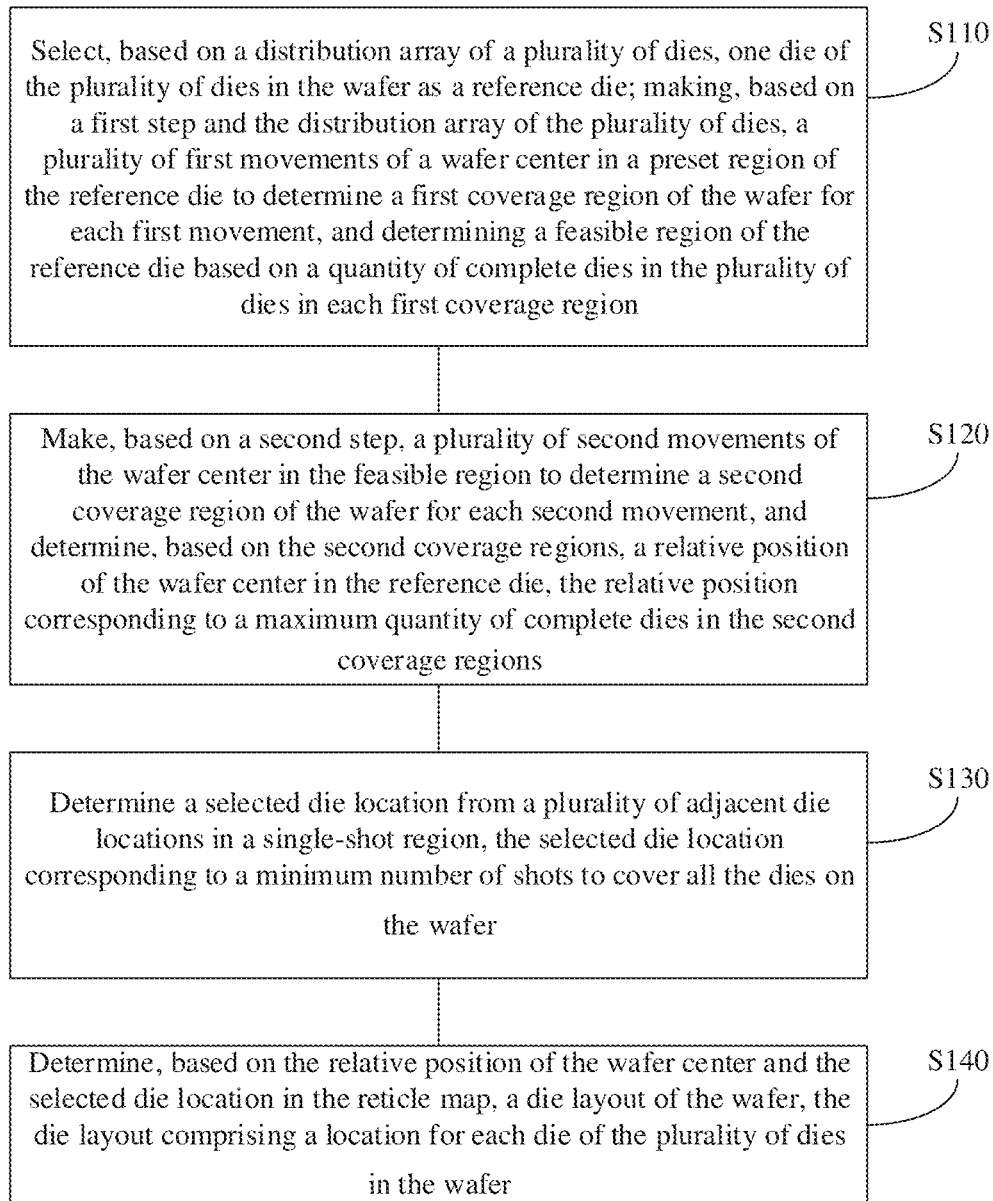 S110
Select, based on a distribution array of a plurality of dies, one die
of the plurality of dies in the wafer as a reference die; making, based on
a first step and the distribution array of the plurality of dies, a
plurality of first movements of a wafer center in a preset region of
the reference die to determine a first coverage region of the wafer for
each first movement, and determining a feasible region of the
reference die based on a quantity of complete dies in the plurality of
dies in each first coverage region
S120
Make, based on a second step, a plurality of second movements of
the wafer center in the feasible region to determine a second
coverage region of the wafer for each second movement, and
determine, based on the second coverage regions, a relative position
of the wafer center in the reference die, the relative position
corresponding to a maximum quantity of complete dies in the second
coverage regions
S130
Determine a selected die location from a plurality of adjacent die
locations in a single-shot region, the selected die location
corresponding to a minimum number of shots to cover all the dies on
the wafer
S140
Determine, based on the relative position of the wafer center and the
selected die location in the reticle map, a die layout of the wafer, the
die layout comprising a location for each die of the plurality of dies
in the wafer